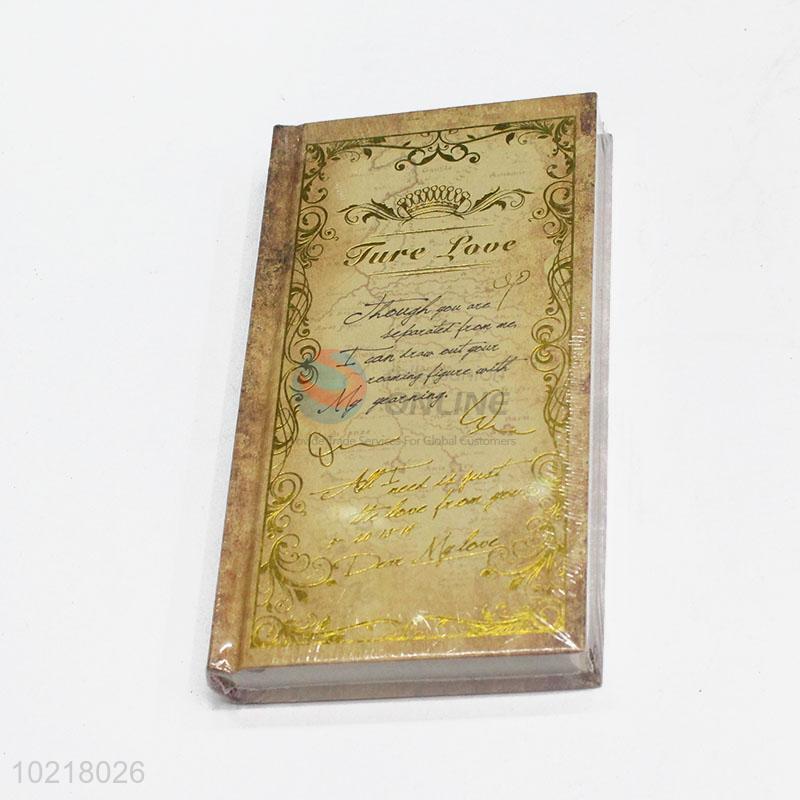 Ture Love
Though you are
separated from me,
I can draw out your
roaming figure with
My yearning.
ONLINE
Provide Trade Services For Global Customers
All I need is just
the love from you
Dear My love
10218026